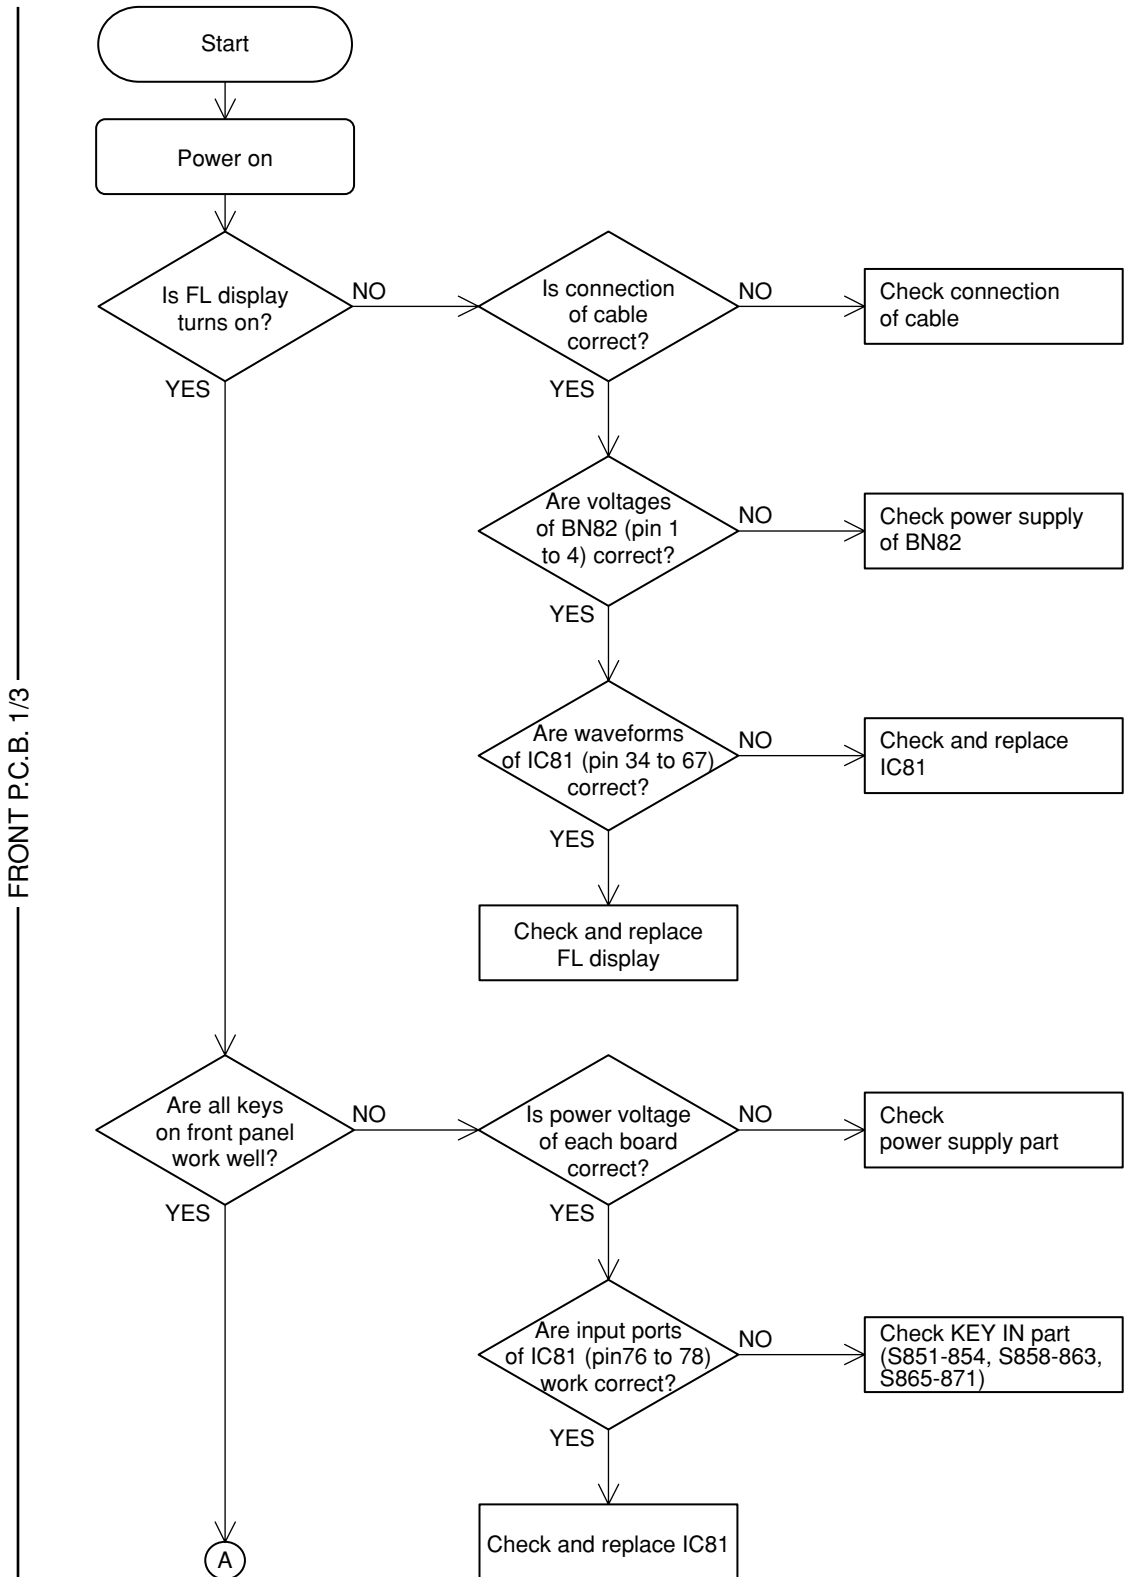 Start
Power on
Is FL display
turns on?
NO
YES
Is connection
of cable
correct?
NO
YES
Check connection
of cable
Are voltages
of BN82 (pin 1
to 4) correct?
NO
YES
Check power supply
of BN82
Are waveforms
of IC81 (pin 34 to 67)
correct?
NO
YES
Check and replace
IC81
Check and replace
FL display
FRONT P.C.B. 1/3
Are all keys
on front panel
work well?
NO
YES
Is power voltage
of each board
correct?
NO
YES
Check
power supply part
Are input ports
of IC81 (pin76 to 78)
work correct?
NO
YES
Check KEY IN part
(S851-854, S858-863,
S865-871)
Check and replace IC81
A